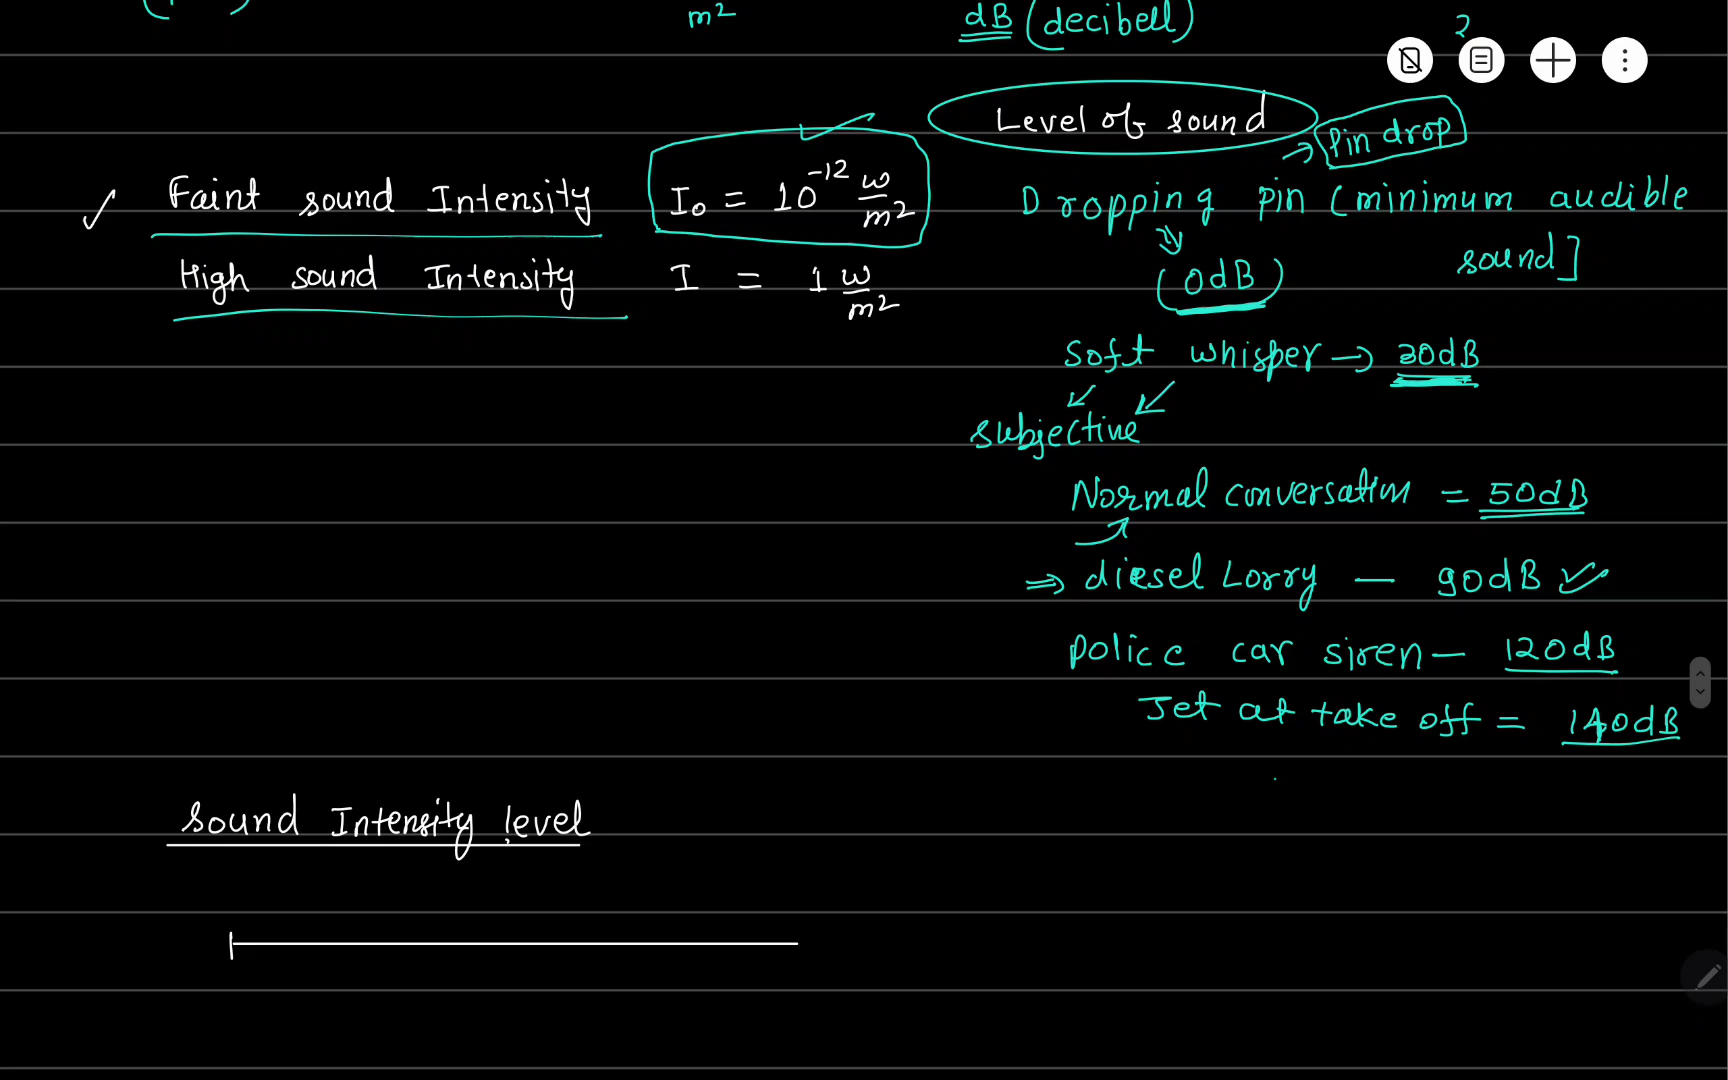 m²
dB (decibell)
2
Level of sound
→ Pin drop
Faint sound Intensity I₀ = 10⁻¹² w/m²
Dropping pin (minimum audible sound]
(0dB)
High sound Intensity I = 1 w/m²
Soft whisper → 30dB
subjective
Normal conversation = 50dB
⇒ diesel Lorry — 90dB ✓
Police car siren — 120dB
Jet at take off = 140dB
Sound Intensity level